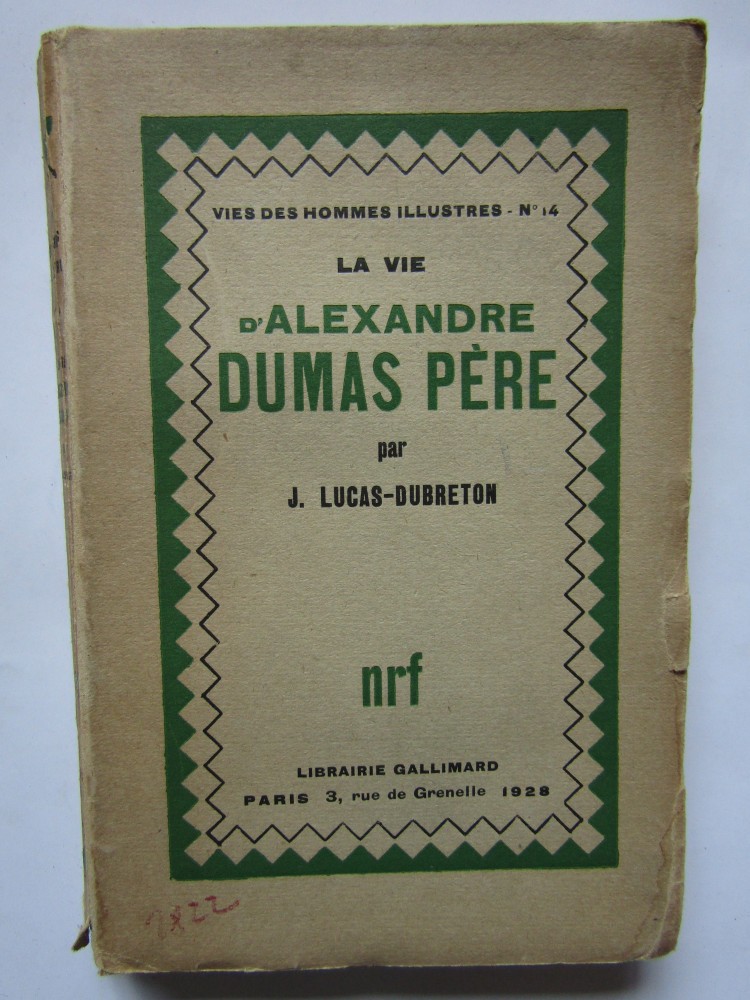 VIES DES HOMMES ILLUSTRES - N° 14
LA VIE
D'ALEXANDRE
DUMAS PÈRE
par
J. LUCAS-DUBRETON
nrf
LIBRAIRIE GALLIMARD
PARIS 3, rue de Grenelle 1928